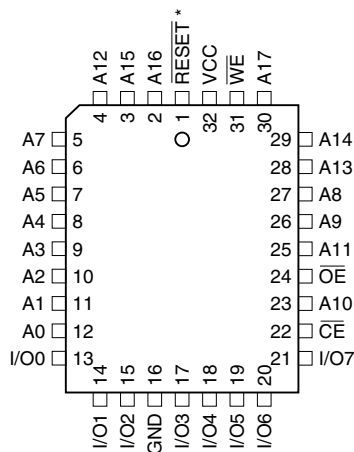 A12
A15
A16
RESET *
VCC
WE
A17
4
3
2
1
32
31
30
A7 5
A6 6
A5 7
A4 8
A3 9
A2 10
A1 11
A0 12
I/O0 13
29 A14
28 A13
27 A8
26 A9
25 A11
24 OE
23 A10
22 CE
21 I/O7
14
15
16
17
18
19
20
I/O1
I/O2
GND
I/O3
I/O4
I/O5
I/O6